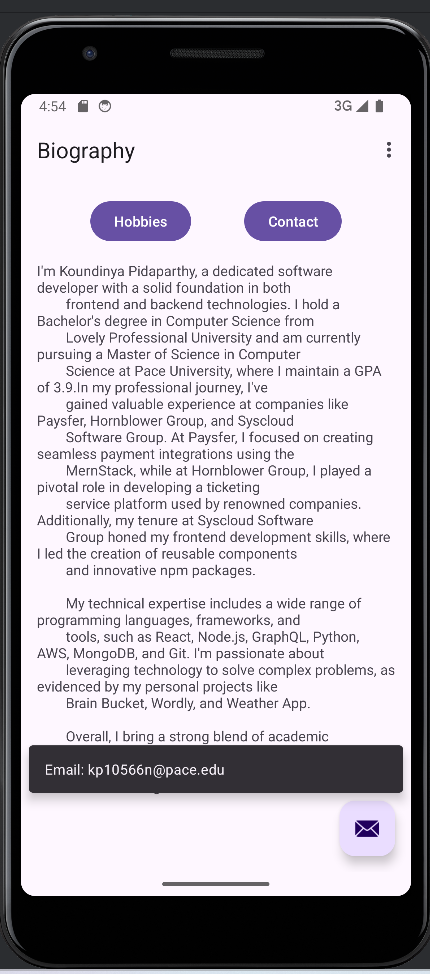 4:54
3G
Biography
Hobbies
Contact
I'm Koundinya Pidaparthy, a dedicated software
developer with a solid foundation in both
frontend and backend technologies. I hold a
Bachelor's degree in Computer Science from
Lovely Professional University and am currently
pursuing a Master of Science in Computer
Science at Pace University, where I maintain a GPA
of 3.9.In my professional journey, I've
gained valuable experience at companies like
Paysfer, Hornblower Group, and Syscloud
Software Group. At Paysfer, I focused on creating
seamless payment integrations using the
MernStack, while at Hornblower Group, I played a
pivotal role in developing a ticketing
service platform used by renowned companies.
Additionally, my tenure at Syscloud Software
Group honed my frontend development skills, where
I led the creation of reusable components
and innovative npm packages.
My technical expertise includes a wide range of
programming languages, frameworks, and
tools, such as React, Node.js, GraphQL, Python,
AWS, MongoDB, and Git. I'm passionate about
leveraging technology to solve complex problems, as
evidenced by my personal projects like
Brain Bucket, Wordly, and Weather App.
Overall, I bring a strong blend of academic
Email: kp10566n@pace.edu